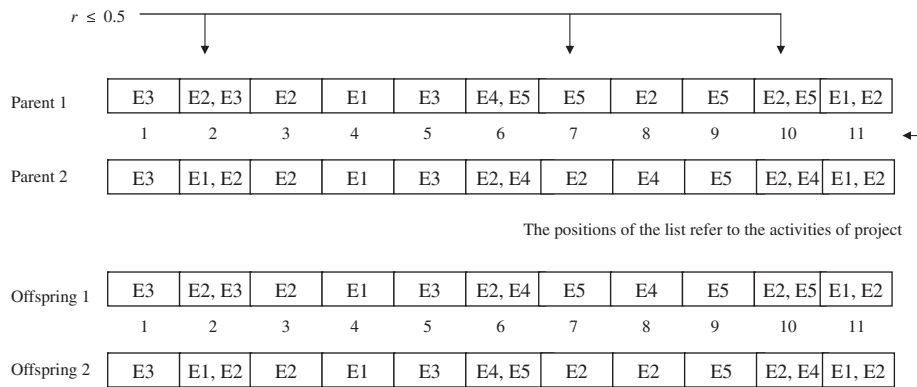 r ≤ 0.5
Parent 1 E3 E2, E3 E2 E1 E3 E4, E5 E5 E2 E5 E2, E5 E1, E2
1 2 3 4 5 6 7 8 9 10 11
Parent 2 E3 E1, E2 E2 E1 E3 E2, E4 E2 E4 E5 E2, E4 E1, E2
The positions of the list refer to the activities of project
Offspring 1 E3 E2, E3 E2 E1 E3 E2, E4 E5 E4 E5 E2, E5 E1, E2
1 2 3 4 5 6 7 8 9 10 11
Offspring 2 E3 E1, E2 E2 E1 E3 E4, E5 E2 E2 E5 E2, E4 E1, E2